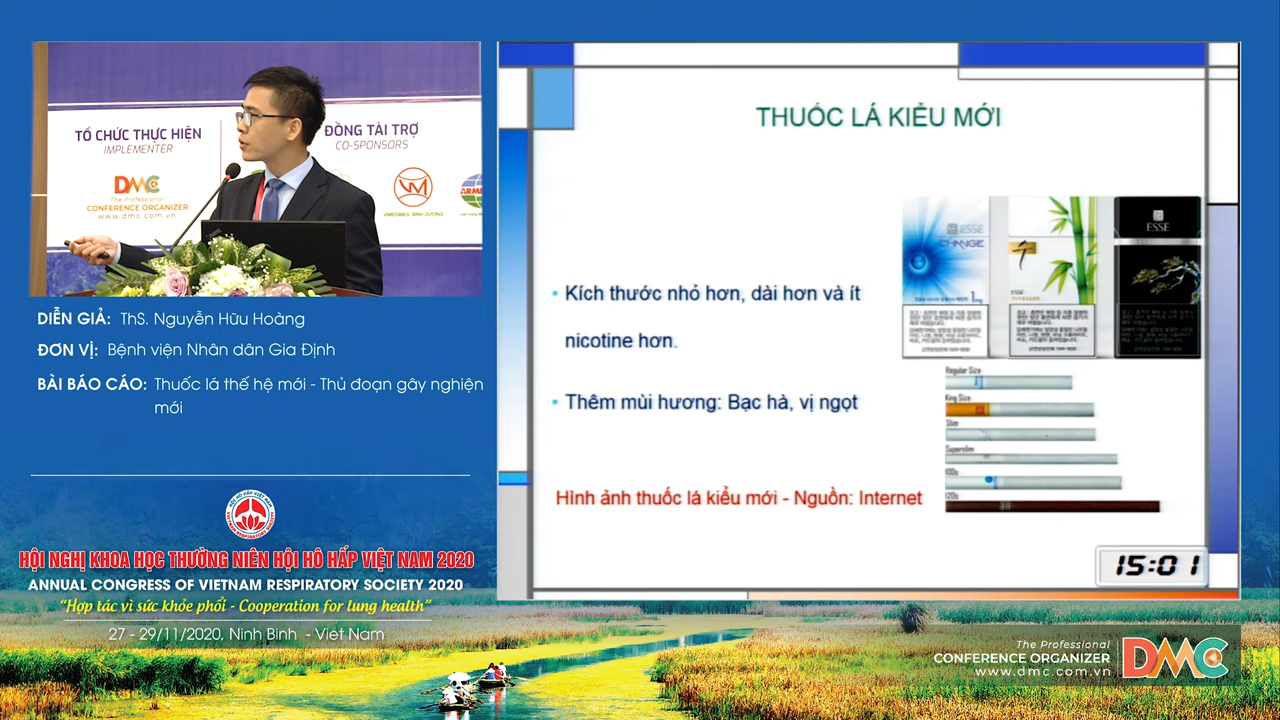 TỔ CHỨC THỰC HIỆN
IMPLEMENTER
DMC
The Professional
CONFERENCE ORGANIZER
www.dmc.com.vn
ĐỒNG TÀI TRỢ
CO-SPONSORS
VIMEDIMEX BÌNH DƯƠNG
DIỄN GIẢ: ThS. Nguyễn Hữu Hoàng
ĐƠN VỊ: Bệnh viện Nhân dân Gia Định
BÀI BÁO CÁO: Thuốc lá thế hệ mới - Thủ đoạn gây nghiện
mới
HỘI NGHỊ KHOA HỌC THƯỜNG NIÊN HỘI HÔ HẤP VIỆT NAM 2020
ANNUAL CONGRESS OF VIETNAM RESPIRATORY SOCIETY 2020
“Hợp tác vì sức khỏe phổi - Cooperation for lung health”
27 - 29/11/2020, Ninh Bình - Việt Nam
THUỐC LÁ KIỂU MỚI
Kích thước nhỏ hơn, dài hơn và ít
nicotine hơn.
Thêm mùi hương: Bạc hà, vị ngọt
Hình ảnh thuốc lá kiểu mới - Nguồn: Internet
ESSE
CHANGE
1mg
ESSE
ESSE
Regular Size
King Size
Slim
Superslim
100s
120s
15:01
The Professional
CONFERENCE ORGANIZER
www.dmc.com.vn
DMC